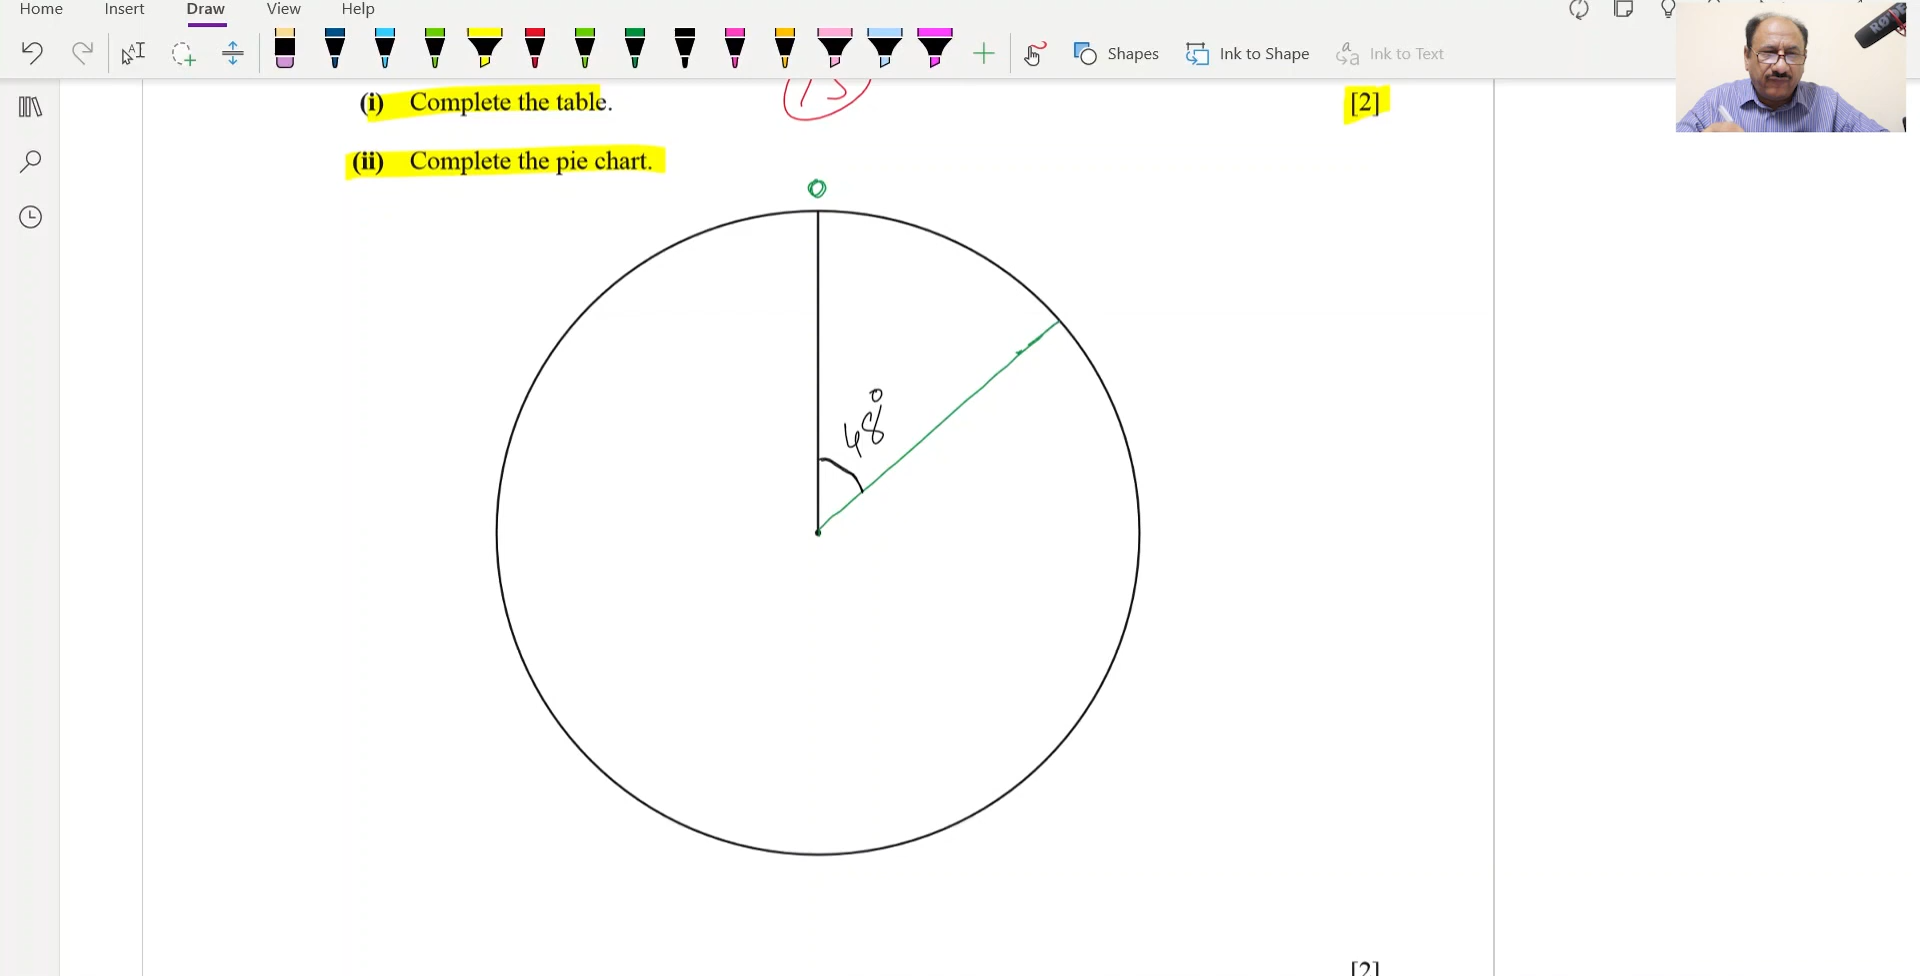 Home Insert Draw View Help
Shapes Ink to Shape Ink to Text
(i) Complete the table. [2]
(ii) Complete the pie chart.
48°
[2]